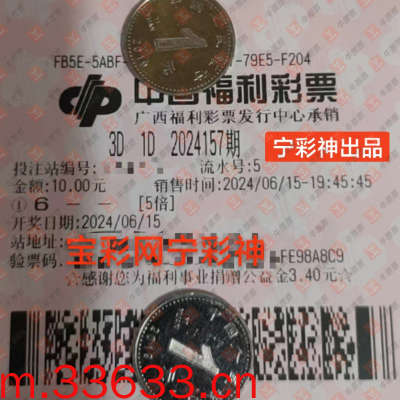 FB5E-5ABF-
-79E5-F204
中国福利彩票
广西福利彩票发行中心承销
3D 1D 2024157期
宁彩神出品
投注站编号:
流水号:5
金额:10.00元
销售时间:2024/06/15-19:45:45
① 6 - - [5倍]
开奖日期:2024/06/15
站地址:
宝彩网宁彩神
验票码
FE98A8C9
感谢您为福利事业捐赠公益金3.40元
1
1
m.33633.cn